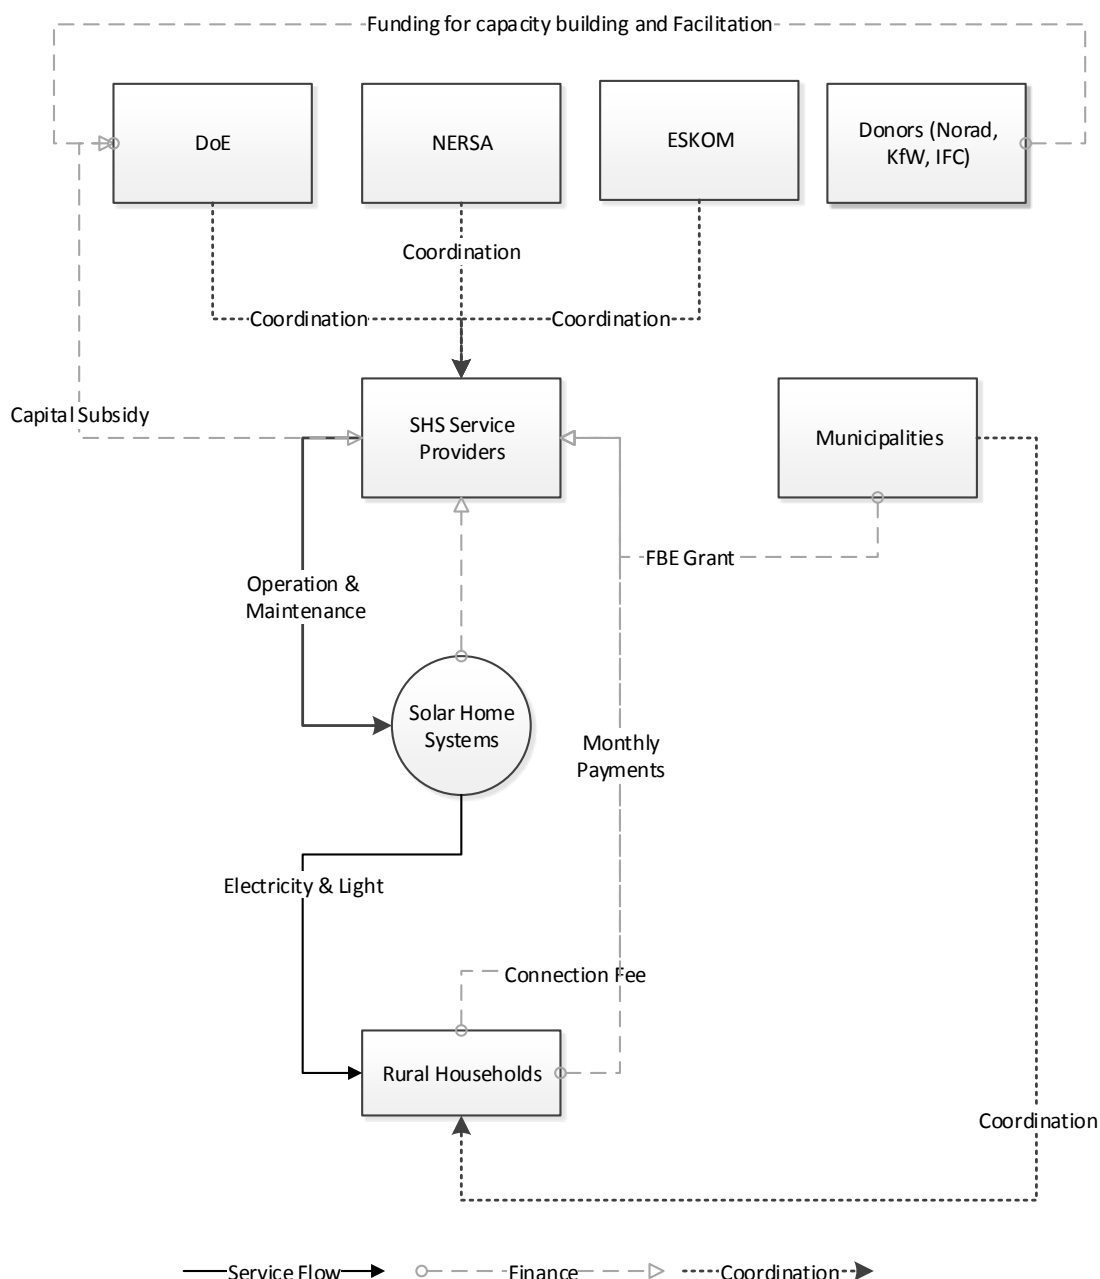 Funding for capacity building and Facilitation
DoE
NERSA
ESKOM
Donors (Norad,
KfW, IFC)
Coordination
Coordination
Coordination
Capital Subsidy
SHS Service
Providers
Municipalities
FBE Grant
Operation &
Maintenance
Solar Home
Systems
Monthly
Payments
Electricity & Light
Connection Fee
Rural Households
Coordination
Service Flow
Finance
Coordination